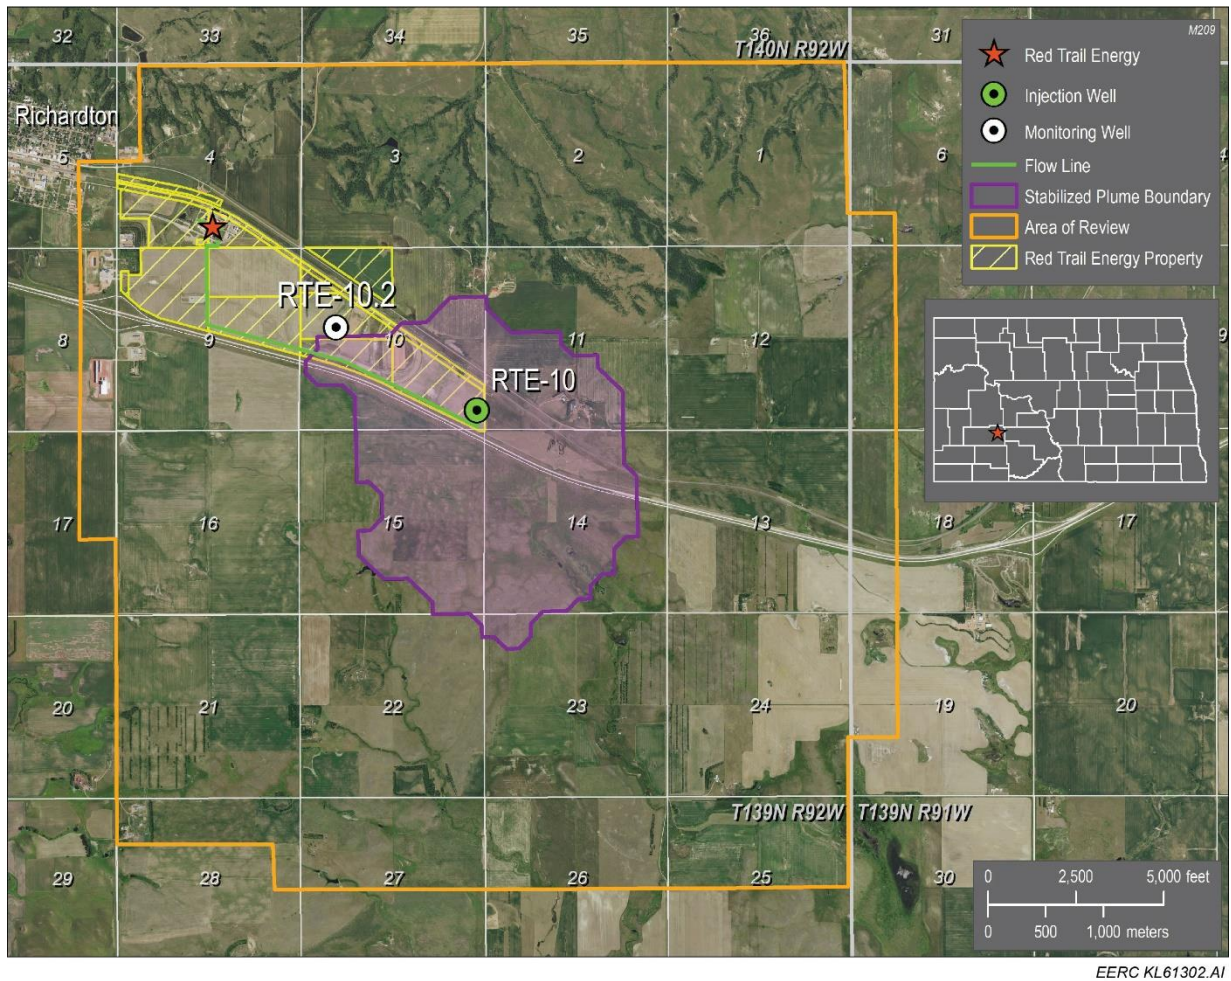 32 33 34 35 36 31
M209
T140N R92W
Red Trail Energy
Injection Well
Monitoring Well
Flow Line
Stabilized Plume Boundary
Area of Review
Red Trail Energy Property
Richardton
5 4 3 2 1 6 4
RTE-10.2
8 9 10 11 12 9
RTE-10
17 16 15 14 13 18 17
20 21 22 23 24 19 20
T139N R92W T139N R91W
29 28 27 26 25 30
0 2,500 5,000 feet
0 500 1,000 meters
EERC KL61302.AI